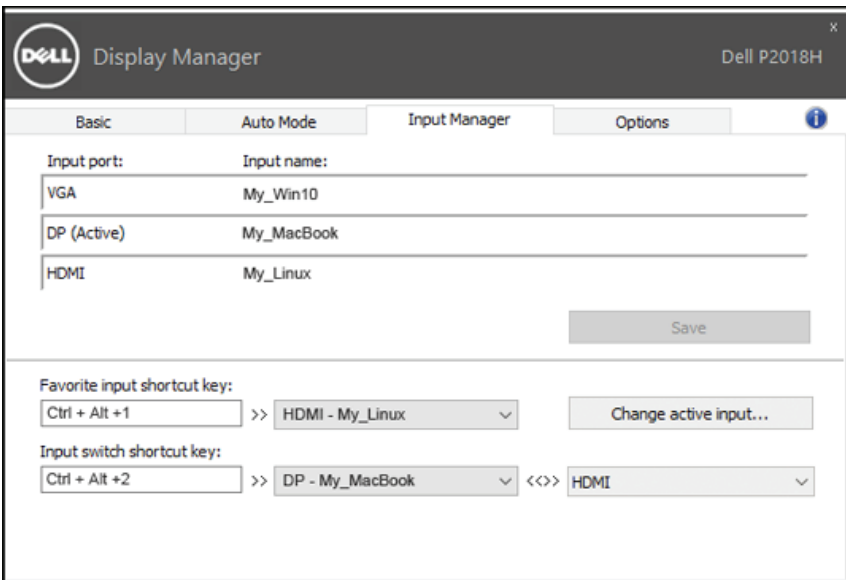 x
DELL Display Manager Dell P2018H
Basic Auto Mode Input Manager Options i
Input port: Input name:
VGA My_Win10
DP (Active) My_MacBook
HDMI My_Linux
Save
Favorite input shortcut key:
Ctrl + Alt +1 >> HDMI - My_Linux Change active input...
Input switch shortcut key:
Ctrl + Alt +2 >> DP - My_MacBook <<>> HDMI